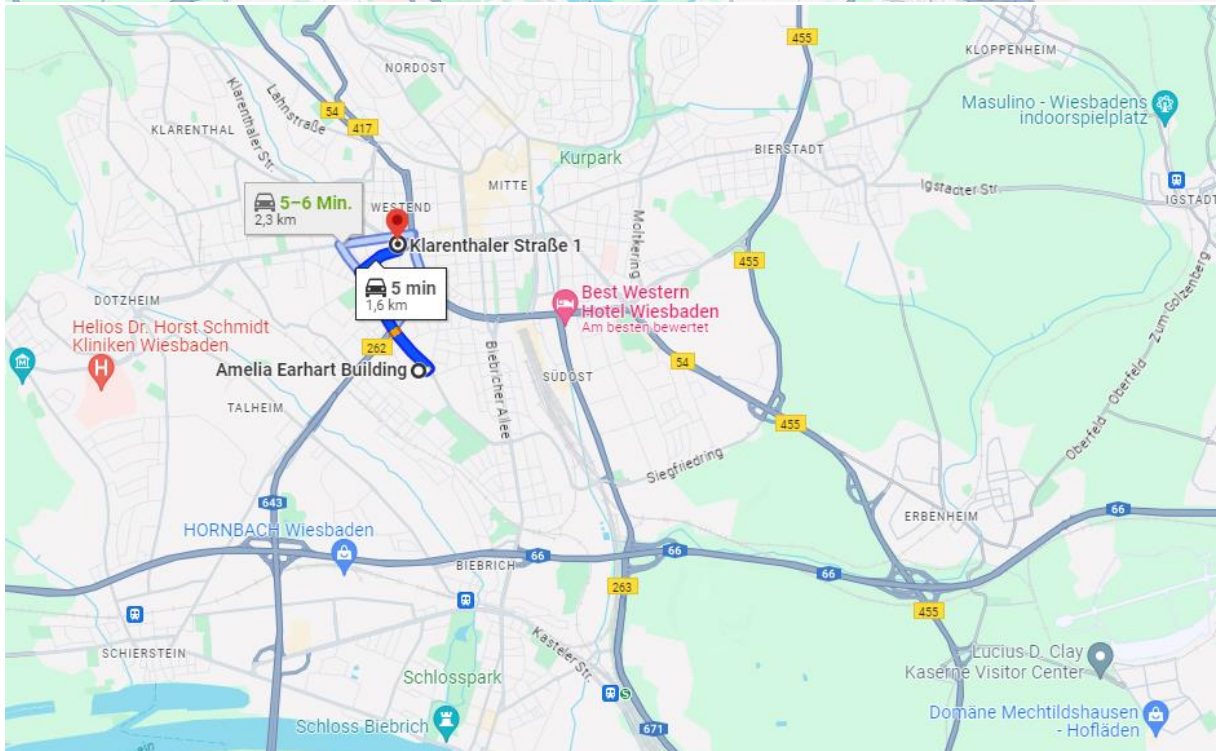 455
KLOPPENHEIM
NORDOST
Klarenthaler Str.
Lahnstraße
54
417
Masulino - Wiesbadens
indoorspielplatz
KLARENTHAL
BIERSTADT
Kurpark
MITTE
Igstadter Str.
IGSTADT
5–6 Min.
2,3 km
WESTEND
Moltkering
Klarenthaler Straße 1
455
5 min
1,6 km
DOTZHEIM
Best Western
Hotel Wiesbaden
Am besten bewertet
Zum Golzenberg
Helios Dr. Horst Schmidt
Kliniken Wiesbaden
H
262
54
Amelia Earhart Building
Biebricher Allee
SÜDOST
TALHEIM
455
Oberfeld
Oberfeld
Siegfriedring
643
66
ERBENHEIM
HORNBACH Wiesbaden
66
66
BIEBRICH
66
263
455
SCHIERSTEIN
Kasteler Str.
Lucius D. Clay
Kaserne Visitor Center
Schlosspark
S
Schloss Biebrich
671
Domäne Mechtildshausen
- Hofläden